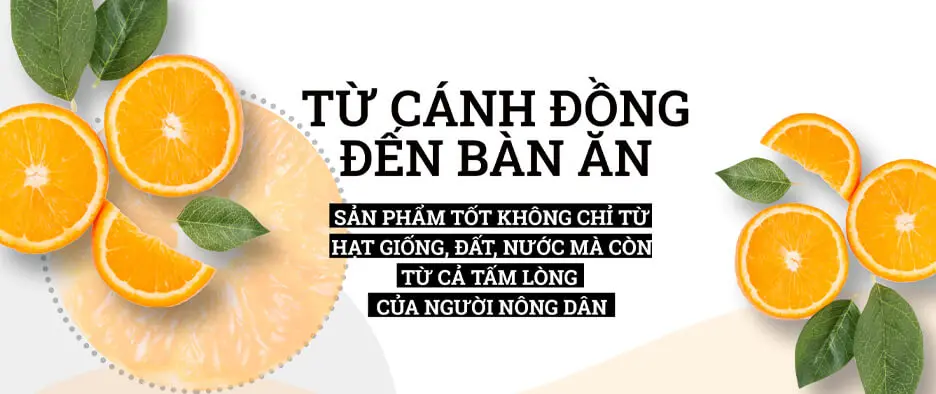 TỪ CÁNH ĐỒNG
ĐẾN BÀN ĂN
SẢN PHẨM TỐT KHÔNG CHỈ TỪ
HẠT GIỐNG, ĐẤT, NƯỚC MÀ CÒN
TỪ CẢ TẤM LÒNG
CỦA NGƯỜI NÔNG DÂN